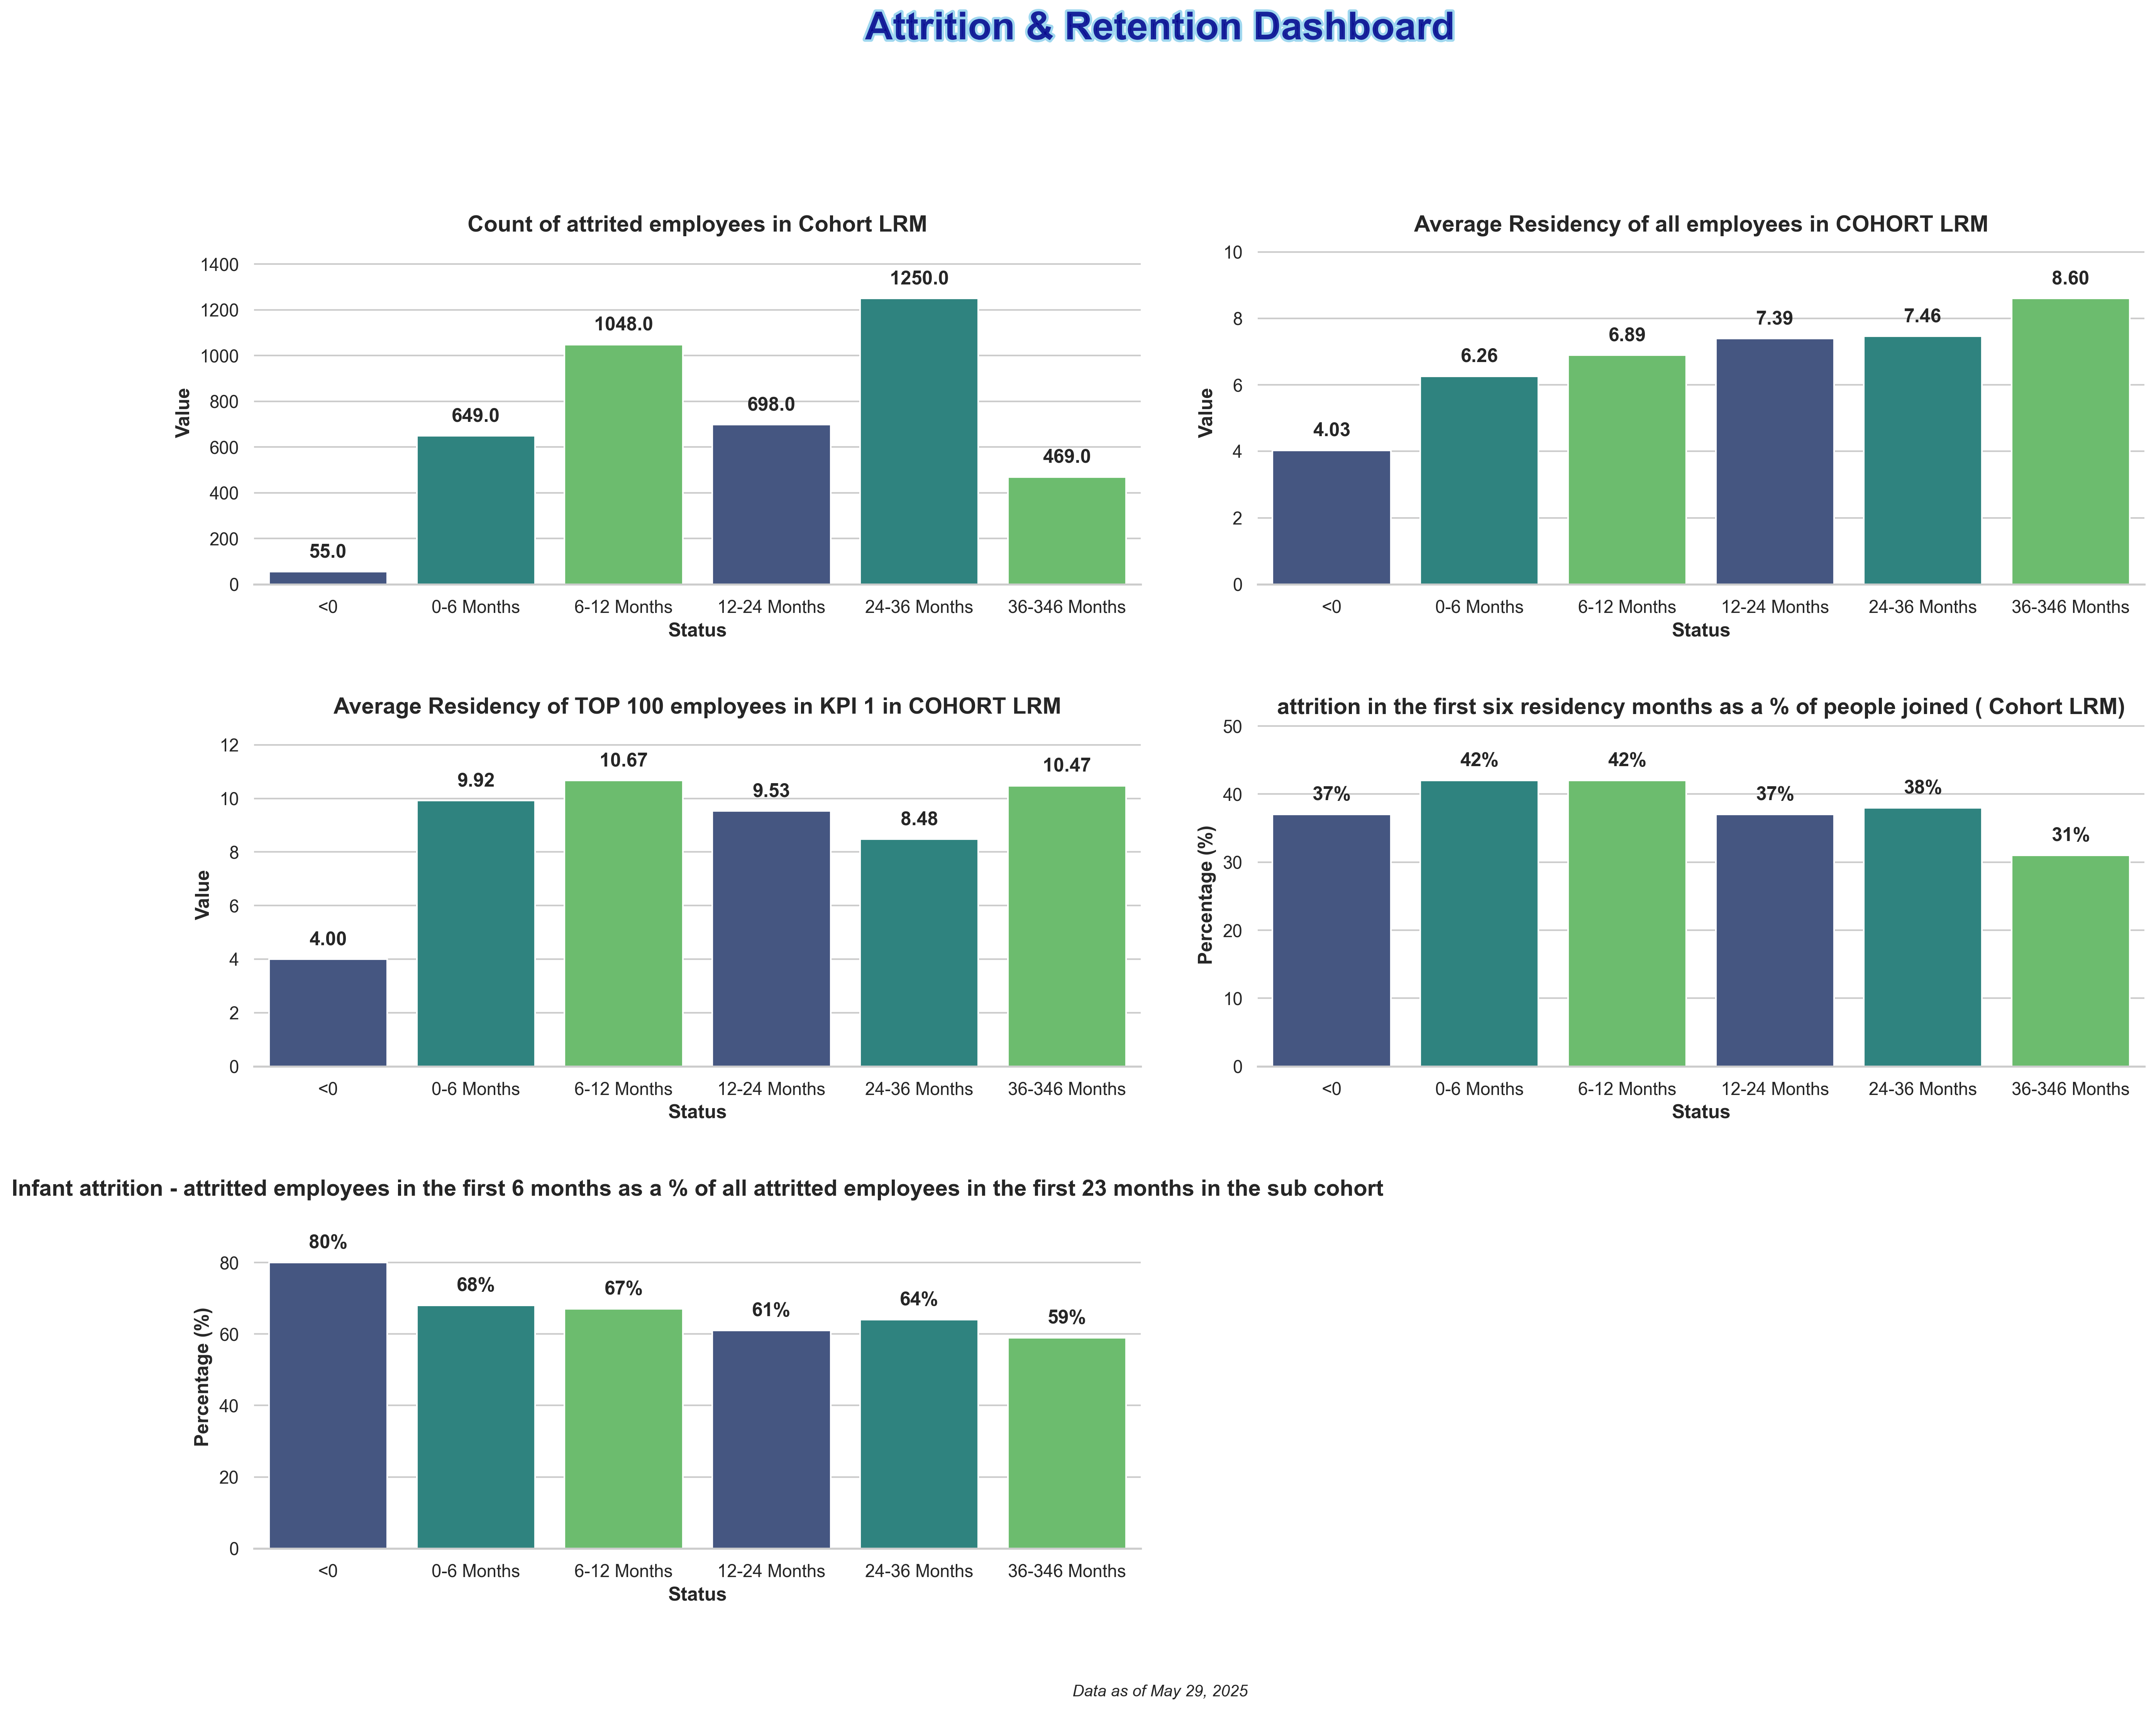 Attrition & Retention Dashboard
Count of attrited employees in Cohort LRM
1400
1200
1000
800
600
400
200
0
Value
55.0
649.0
1048.0
698.0
1250.0
469.0
<0
0-6 Months
6-12 Months
12-24 Months
24-36 Months
36-346 Months
Status
Average Residency of all employees in COHORT LRM
10
8
6
4
2
0
Value
4.03
6.26
6.89
7.39
7.46
8.60
<0
0-6 Months
6-12 Months
12-24 Months
24-36 Months
36-346 Months
Status
Average Residency of TOP 100 employees in KPI 1 in COHORT LRM
12
10
8
6
4
2
0
Value
4.00
9.92
10.67
9.53
8.48
10.47
<0
0-6 Months
6-12 Months
12-24 Months
24-36 Months
36-346 Months
Status
attrition in the first six residency months as a % of people joined ( Cohort LRM)
50
40
30
20
10
0
Percentage (%)
37%
42%
42%
37%
38%
31%
<0
0-6 Months
6-12 Months
12-24 Months
24-36 Months
36-346 Months
Status
Infant attrition - attritted employees in the first 6 months as a % of all attritted employees in the first 23 months in the sub cohort
80
60
40
20
0
Percentage (%)
80%
68%
67%
61%
64%
59%
<0
0-6 Months
6-12 Months
12-24 Months
24-36 Months
36-346 Months
Status
Data as of May 29, 2025